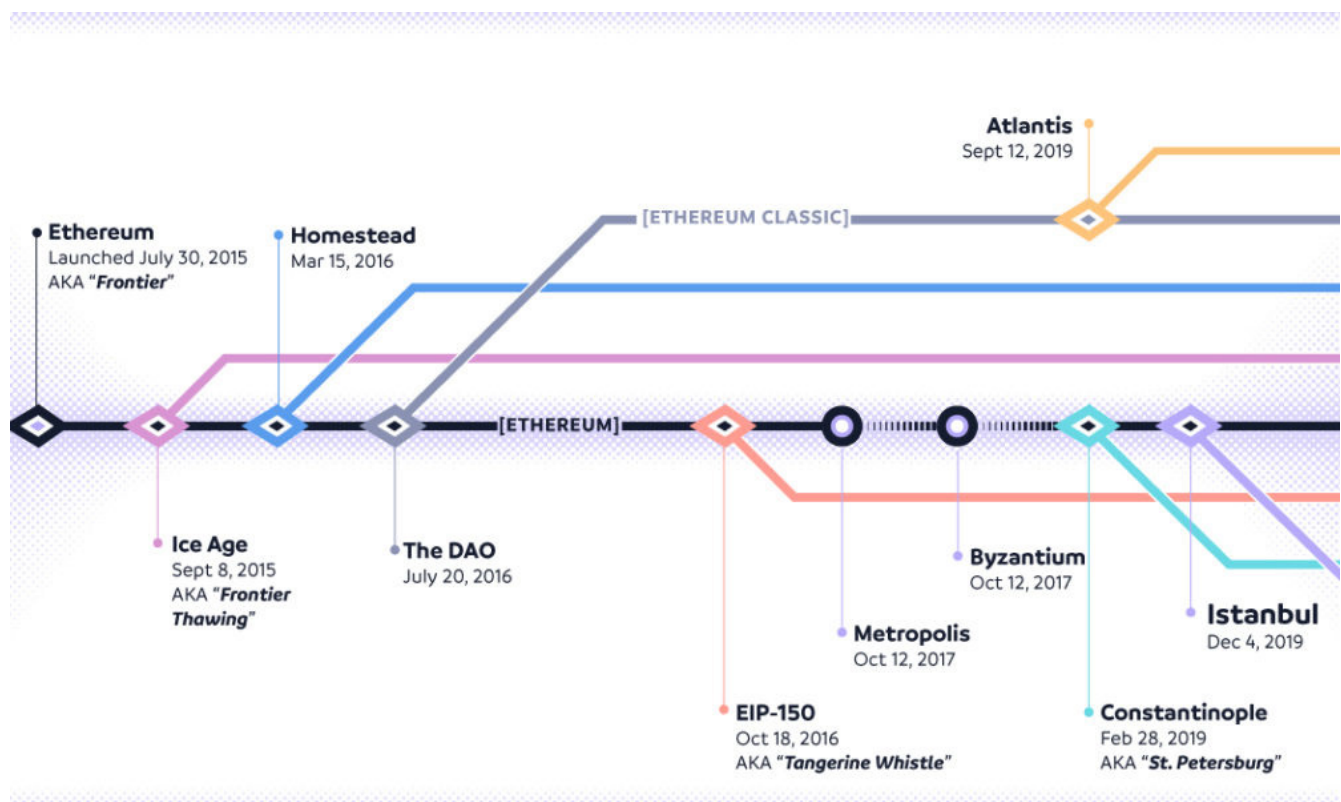 Atlantis
Sept 12, 2019
[ETHEREUM CLASSIC]
Ethereum
Launched July 30, 2015
AKA “Frontier”
Homestead
Mar 15, 2016
[ETHEREUM]
Ice Age
Sept 8, 2015
AKA “Frontier
Thawing”
The DAO
July 20, 2016
Byzantium
Oct 12, 2017
Istanbul
Dec 4, 2019
Metropolis
Oct 12, 2017
EIP-150
Oct 18, 2016
AKA “Tangerine Whistle”
Constantinople
Feb 28, 2019
AKA “St. Petersburg”